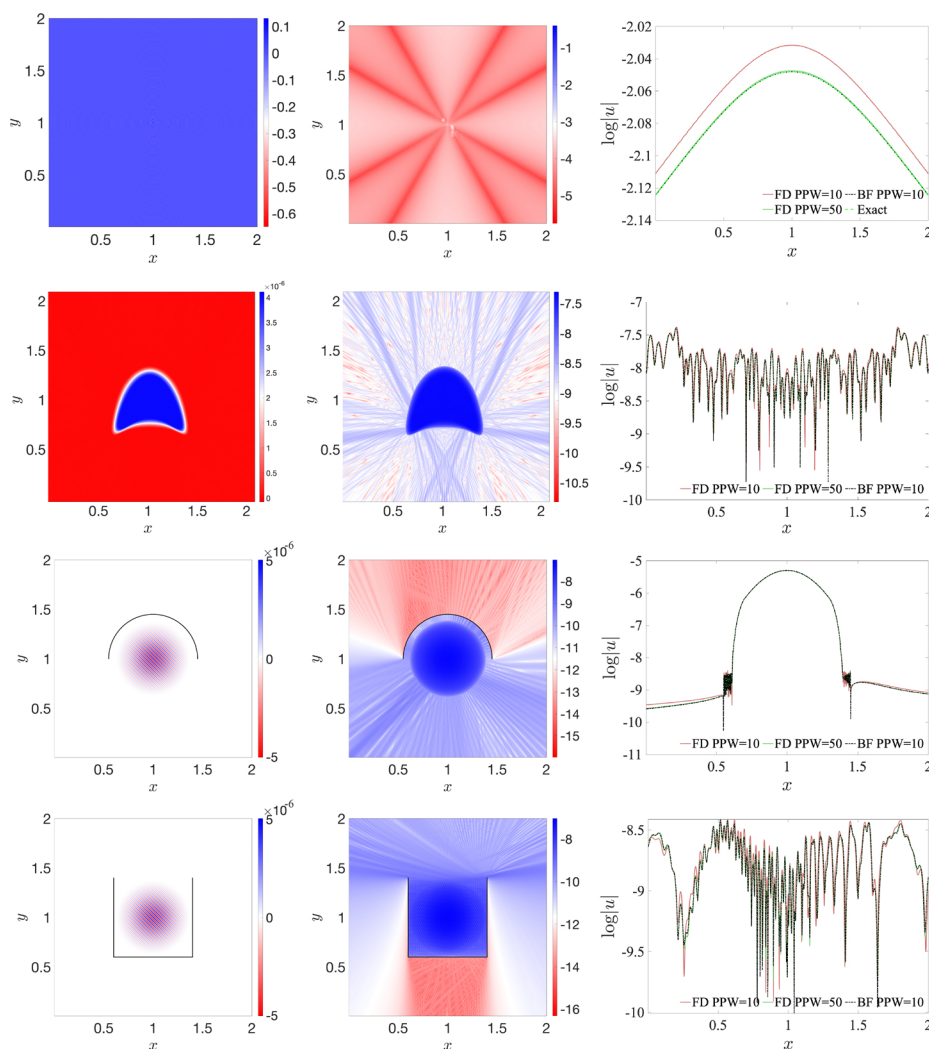 2
1.5
1
0.5
y
0.5 1 1.5 2
x
0.1
0
-0.1
-0.2
-0.3
-0.4
-0.5
-0.6
2
1.5
1
0.5
y
0.5 1 1.5 2
x
-1
-2
-3
-4
-5
-2.02
-2.04
-2.06
-2.08
-2.1
-2.12
-2.14
log|u|
FD PPW=10 BF PPW=10
FD PPW=50 Exact
0.5 1 1.5 2
x
2
1.5
1
0.5
y
0.5 1 1.5 2
x
×10⁻⁶
4
3.5
3
2.5
2
1.5
1
0.5
0
2
1.5
1
0.5
y
0.5 1 1.5 2
x
-7.5
-8
-8.5
-9
-9.5
-10
-10.5
-7
-7.5
-8
-8.5
-9
-9.5
-10
log|u|
FD PPW=10 FD PPW=50 BF PPW=10
0.5 1 1.5 2
x
2
1.5
1
0.5
y
0.5 1 1.5 2
x
×10⁻⁶
5
0
-5
2
1.5
1
0.5
y
0.5 1 1.5 2
x
-8
-9
-10
-11
-12
-13
-14
-15
-5
-6
-7
-8
-9
-10
-11
log|u|
FD PPW=10 FD PPW=50 BF PPW=10
0.5 1 1.5 2
x
2
1.5
1
0.5
y
0.5 1 1.5 2
x
×10⁻⁶
5
0
-5
2
1.5
1
0.5
y
0.5 1 1.5 2
x
-8
-10
-12
-14
-16
-8.5
-9
-9.5
-10
log|u|
FD PPW=10 FD PPW=50 BF PPW=10
0.5 1 1.5 2
x